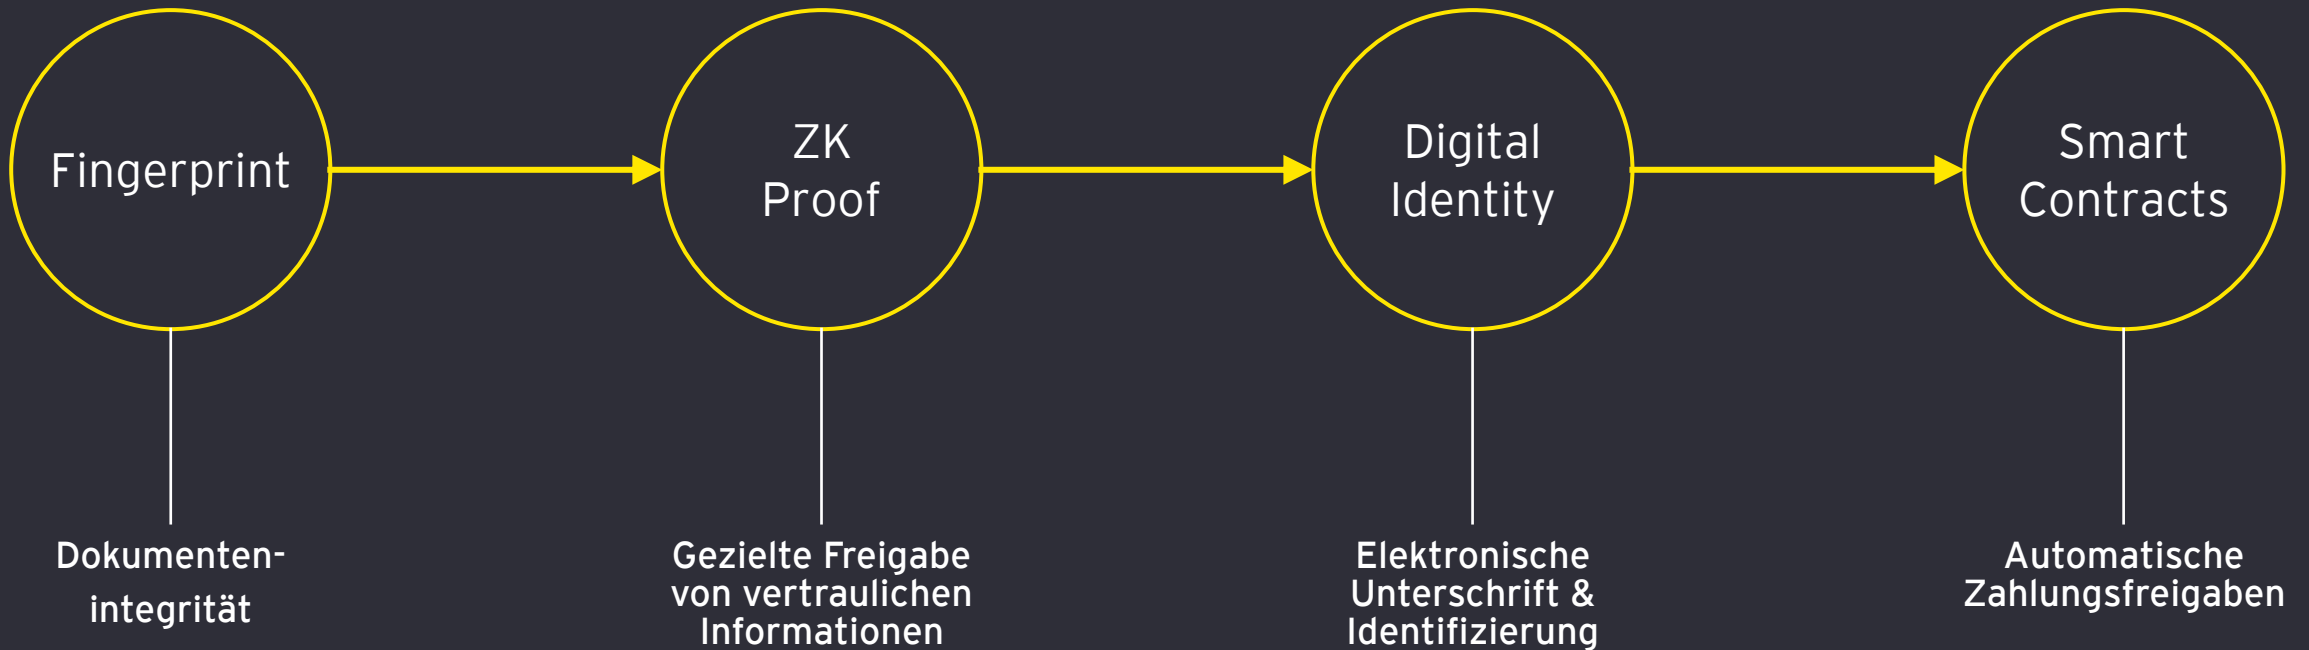 Fingerprint
ZK
Proof
Digital
Identity
Smart
Contracts
Dokumenten-
integrität
Gezielte Freigabe
von vertraulichen
Informationen
Elektronische
Unterschrift &
Identifizierung
Automatische
Zahlungsfreigaben